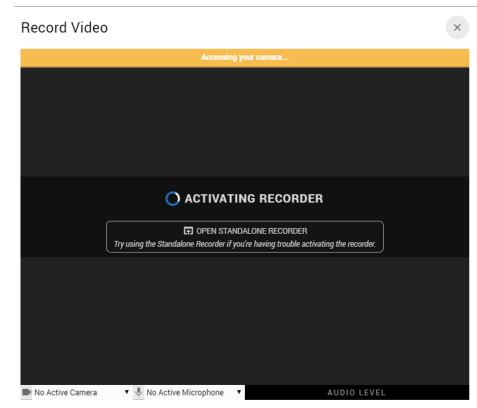 Record Video
Accessing your camera...
ACTIVATING RECORDER
OPEN STANDALONE RECORDER
Try using the Standalone Recorder if you're having trouble activating the recorder.
No Active Camera
No Active Microphone
AUDIO LEVEL